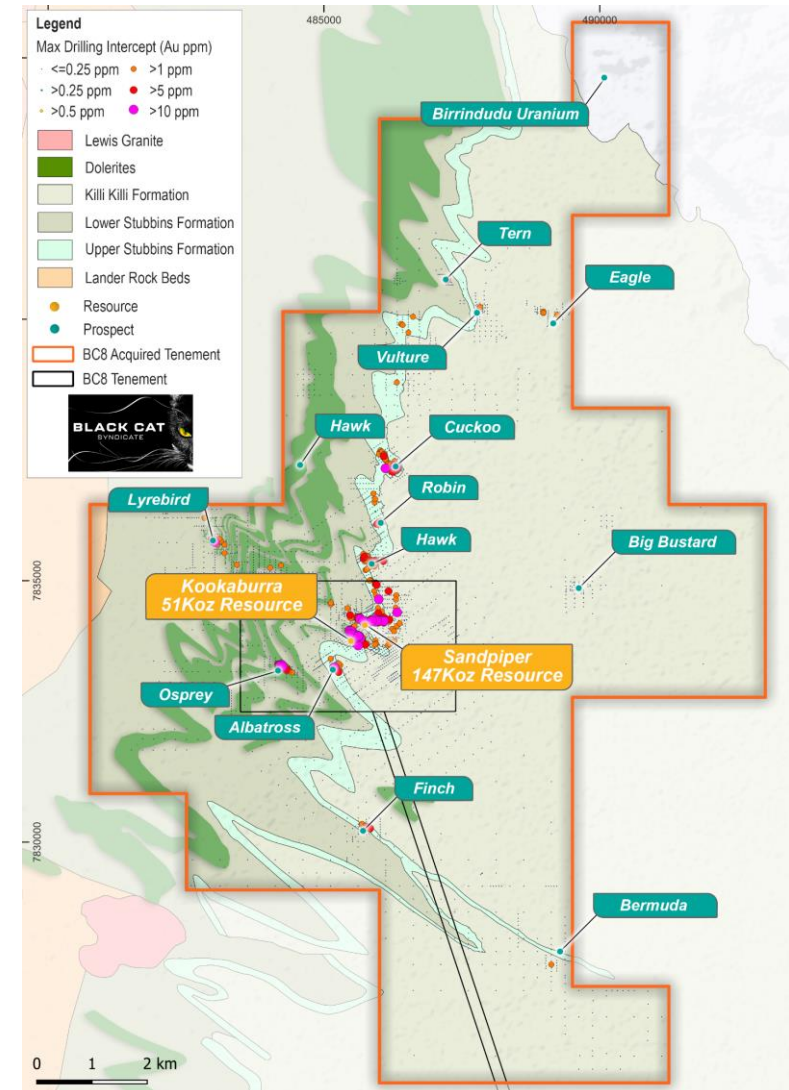 Legend
Max Drilling Intercept (Au ppm)
<=0.25 ppm
>1 ppm
>0.25 ppm
>5 ppm
>0.5 ppm
>10 ppm
Lewis Granite
Dolerites
Killi Killi Formation
Lower Stubbins Formation
Upper Stubbins Formation
Lander Rock Beds
Resource
Prospect
BC8 Acquired Tenement
BC8 Tenement
BLACK CAT
SYNDICATE
485000
490000
Birrindudu Uranium
Tern
Eagle
Vulture
Hawk
Cuckoo
Lyrebird
Robin
Hawk
Big Bustard
7835000
Kookaburra
51Koz Resource
Sandpiper
147Koz Resource
Osprey
Albatross
Finch
7830000
Bermuda
0 1 2 km